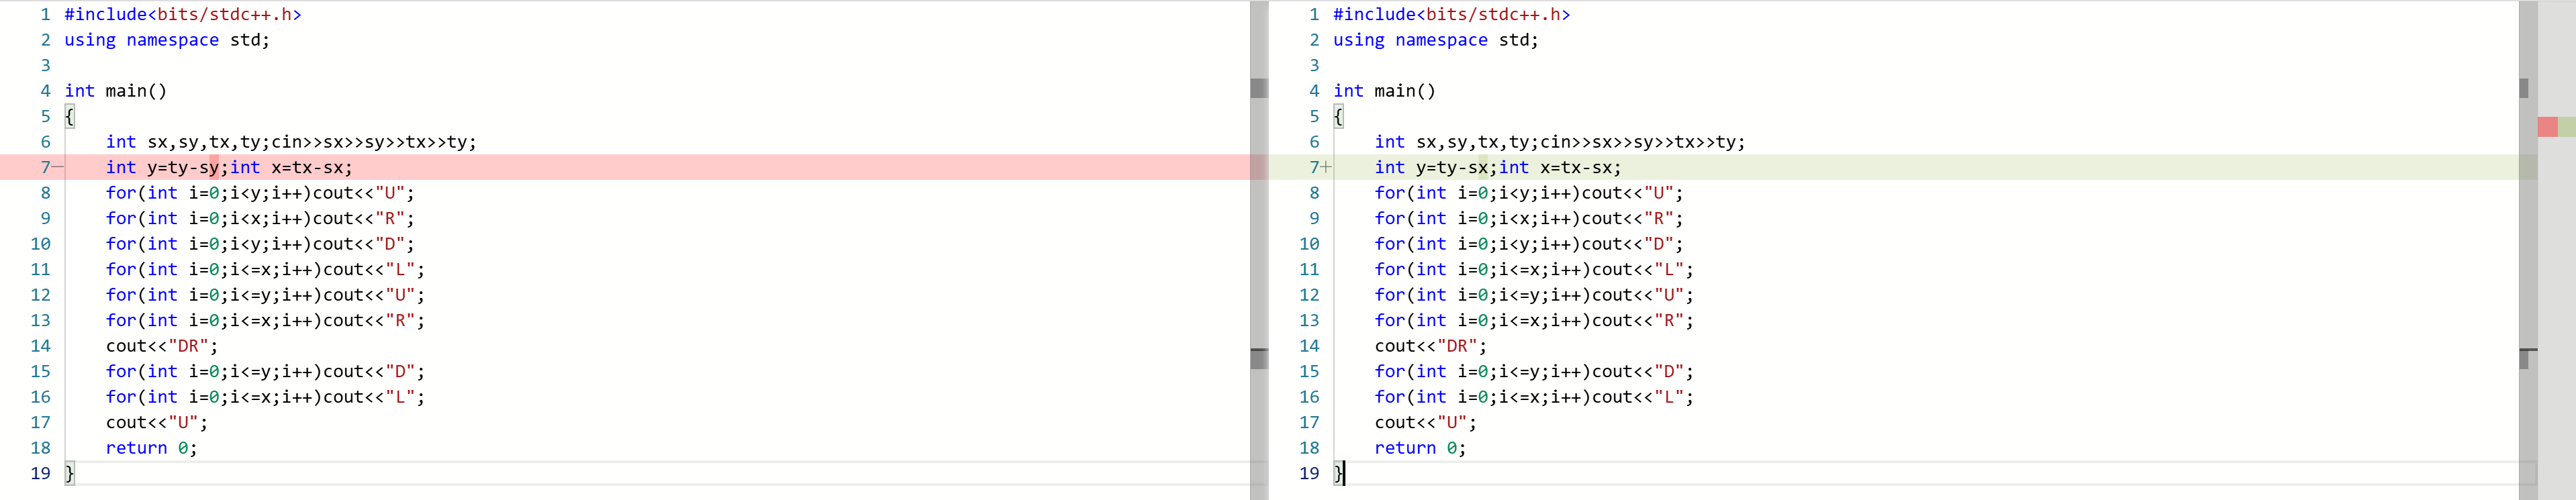 1 #include<bits/stdc++.h>
2 using namespace std;
3
4 int main()
5 {
6 int sx,sy,tx,ty;cin>>sx>>sy>>tx>>ty;
7− int y=ty-sy;int x=tx-sx;
8 for(int i=0;i<y;i++)cout<<"U";
9 for(int i=0;i<x;i++)cout<<"R";
10 for(int i=0;i<y;i++)cout<<"D";
11 for(int i=0;i<=x;i++)cout<<"L";
12 for(int i=0;i<=y;i++)cout<<"U";
13 for(int i=0;i<=x;i++)cout<<"R";
14 cout<<"DR";
15 for(int i=0;i<=y;i++)cout<<"D";
16 for(int i=0;i<=x;i++)cout<<"L";
17 cout<<"U";
18 return 0;
19 }
1 #include<bits/stdc++.h>
2 using namespace std;
3
4 int main()
5 {
6 int sx,sy,tx,ty;cin>>sx>>sy>>tx>>ty;
7+ int y=ty-sx;int x=tx-sx;
8 for(int i=0;i<y;i++)cout<<"U";
9 for(int i=0;i<x;i++)cout<<"R";
10 for(int i=0;i<y;i++)cout<<"D";
11 for(int i=0;i<=x;i++)cout<<"L";
12 for(int i=0;i<=y;i++)cout<<"U";
13 for(int i=0;i<=x;i++)cout<<"R";
14 cout<<"DR";
15 for(int i=0;i<=y;i++)cout<<"D";
16 for(int i=0;i<=x;i++)cout<<"L";
17 cout<<"U";
18 return 0;
19 }